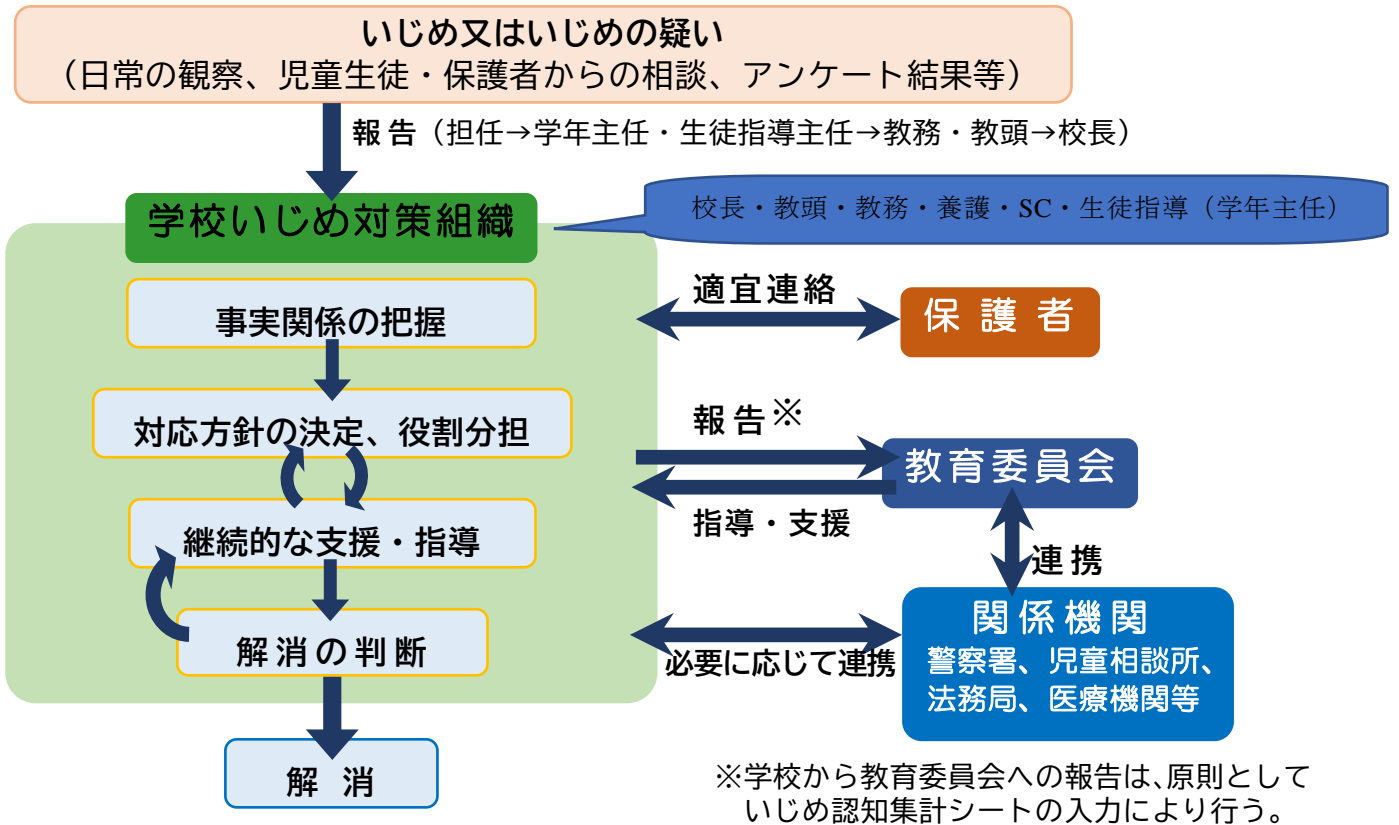 いじめ又はいじめの疑い
（日常の観察、児童生徒・保護者からの相談、アンケート結果等）
報告（担任→学年主任・生徒指導主任→教務・教頭→校長）
学校いじめ対策組織
校長・教頭・教務・養護・SC・生徒指導（学年主任）
事実関係の把握
適宜連絡
保護者
対応方針の決定、役割分担
報告※
教育委員会
指導・支援
継続的な支援・指導
連携
関係機関
警察署、児童相談所、
法務局、医療機関等
解消の判断
必要に応じて連携
解消
※学校から教育委員会への報告は、原則として
いじめ認知集計シートの入力により行う。